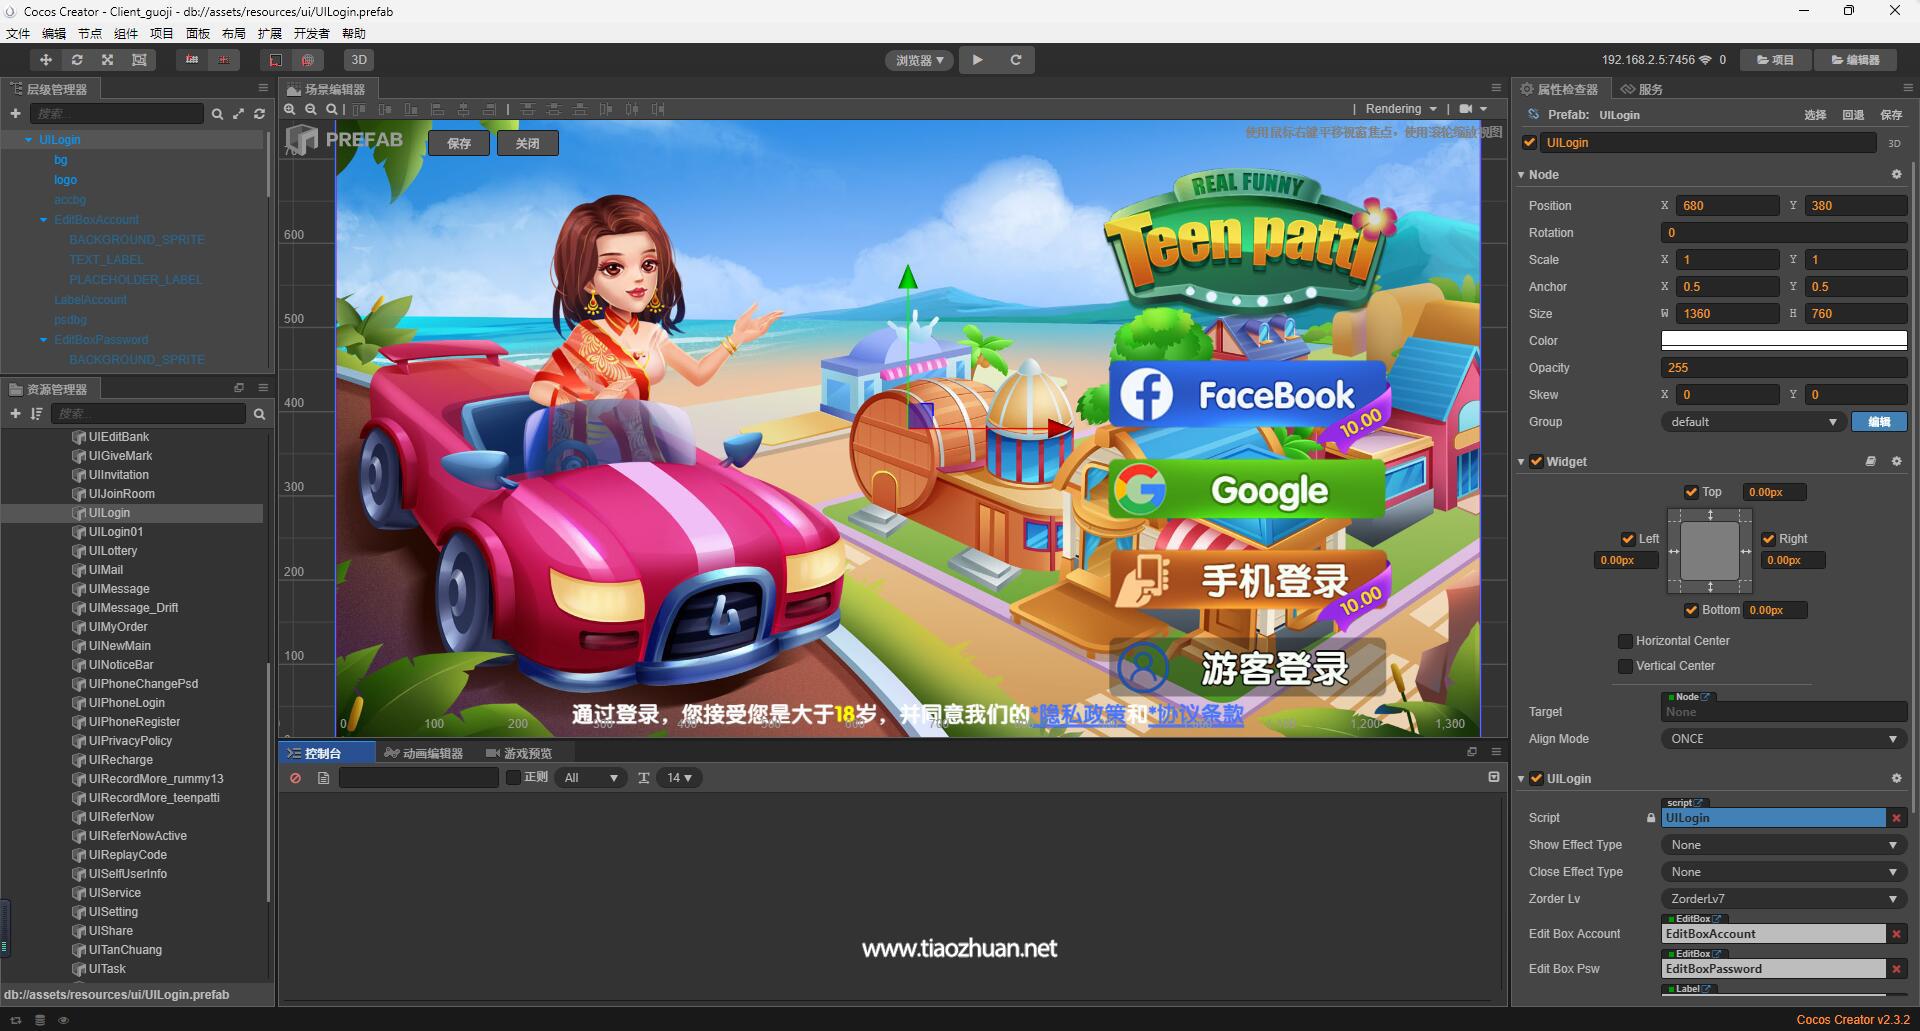 Cocos Creator - Client_guoji - db://assets/resources/ui/UILogin.prefab
文件 编辑 节点 组件 项目 面板 布局 扩展 开发者 帮助
3D
浏览器
192.168.2.5:7456 0 项目 编辑器
层级管理器
搜索...
UILogin
bg
logo
accbg
EditBoxAccount
BACKGROUND_SPRITE
TEXT_LABEL
PLACEHOLDER_LABEL
LabelAccount
psdbg
EditBoxPassword
BACKGROUND_SPRITE
资源管理器
搜索...
UIEditBank
UIGiveMark
UIInvitation
UIJoinRoom
UILogin
UILogin01
UILottery
UIMail
UIMessage
UIMessage_Drift
UIMyOrder
UINewMain
UINoticeBar
UIPhoneChangePsd
UIPhoneLogin
UIPhoneRegister
UIPrivacyPolicy
UIRecharge
UIRecordMore_rummy13
UIRecordMore_teenpatti
UIReferNow
UIReferNowActive
UIReplayCode
UISelfUserInfo
UIService
UISetting
UIShare
UITanChuang
UITask
db://assets/resources/ui/UILogin.prefab
场景编辑器
Rendering
PREFAB 保存 关闭
使用鼠标右键平移视窗焦点，使用滚轮缩放视图
600
500
400
300
200
100
REAL FUNNY
Teen patti
FaceBook
10.00
Google
手机登录
10.00
游客登录
通过登录，您接受您是大于18岁，并同意我们的*隐私政策和*协议条款
0 100 200 300 400 1,200 1,300
控制台 动画编辑器 游戏预览
正则 All 14
www.tiaozhuan.net
属性检查器 服务
Prefab: UILogin 选择 回退 保存
UILogin 3D
Node
Position X 680 Y 380
Rotation 0
Scale X 1 Y 1
Anchor X 0.5 Y 0.5
Size W 1360 H 760
Color
Opacity 255
Skew X 0 Y 0
Group default 编辑
Widget
Top 0.00px
Left Right
0.00px 0.00px
Bottom 0.00px
Horizontal Center
Vertical Center
Node
Target None
Align Mode ONCE
UILogin
script
Script UILogin
Show Effect Type None
Close Effect Type None
Zorder Lv ZorderLv7
EditBox
Edit Box Account EditBoxAccount
EditBox
Edit Box Psw EditBoxPassword
Label
Cocos Creator v2.3.2